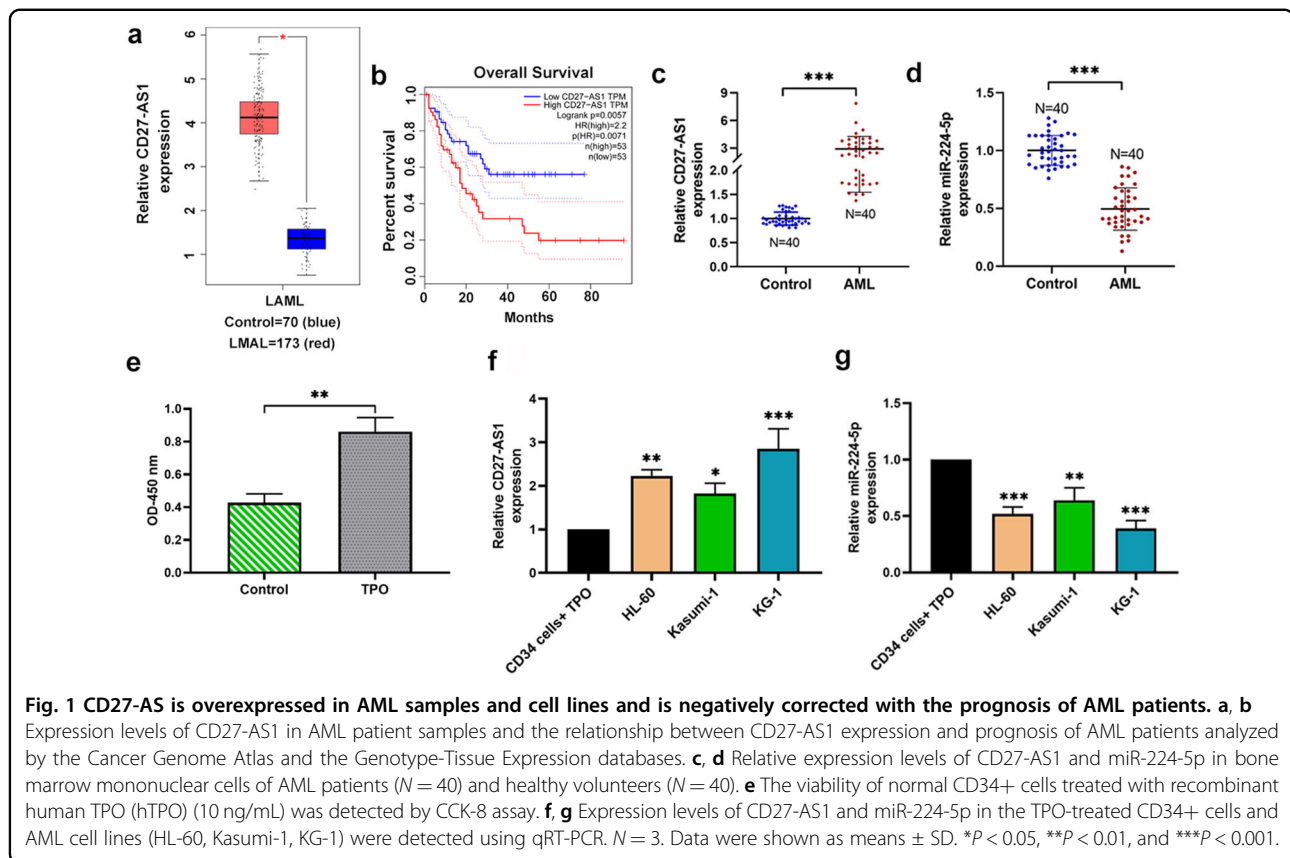 a
Relative CD27-AS1
expression
6
5
4
3
2
1
*
LAML
Control=70 (blue)
LMAL=173 (red)
b
Overall Survival
Low CD27−AS1 TPM
High CD27−AS1 TPM
Logrank p=0.0057
HR(high)=2.2
p(HR)=0.0071
n(high)=53
n(low)=53
Percent survival
1.0
0.8
0.6
0.4
0.2
0.0
0 20 40 60 80
Months
c
***
Relative CD27-AS1
expression
9.0
7.0
5.0
3.0
2.0
1.5
1.0
0.5
0.0
N=40
N=40
Control AML
d
***
Relative miR-224-5p
expression
1.5
1.0
0.5
0.0
N=40
N=40
Control AML
e
**
OD-450 nm
1.0
0.8
0.6
0.4
0.2
0.0
Control TPO
f
Relative CD27-AS1
expression
4
3
2
1
0
**
*
***
CD34 cells+ TPO
HL-60
Kasumi-1
KG-1
g
Relative miR-224-5p
expression
1.5
1.0
0.5
0.0
***
**
***
CD34 cells+ TPO
HL-60
Kasumi-1
KG-1
Fig. 1 CD27-AS is overexpressed in AML samples and cell lines and is negatively corrected with the prognosis of AML patients. a, b
Expression levels of CD27-AS1 in AML patient samples and the relationship between CD27-AS1 expression and prognosis of AML patients analyzed
by the Cancer Genome Atlas and the Genotype-Tissue Expression databases. c, d Relative expression levels of CD27-AS1 and miR-224-5p in bone
marrow mononuclear cells of AML patients (N = 40) and healthy volunteers (N = 40). e The viability of normal CD34+ cells treated with recombinant
human TPO (hTPO) (10 ng/mL) was detected by CCK-8 assay. f, g Expression levels of CD27-AS1 and miR-224-5p in the TPO-treated CD34+ cells and
AML cell lines (HL-60, Kasumi-1, KG-1) were detected using qRT-PCR. N = 3. Data were shown as means ± SD. *P < 0.05, **P < 0.01, and ***P < 0.001.